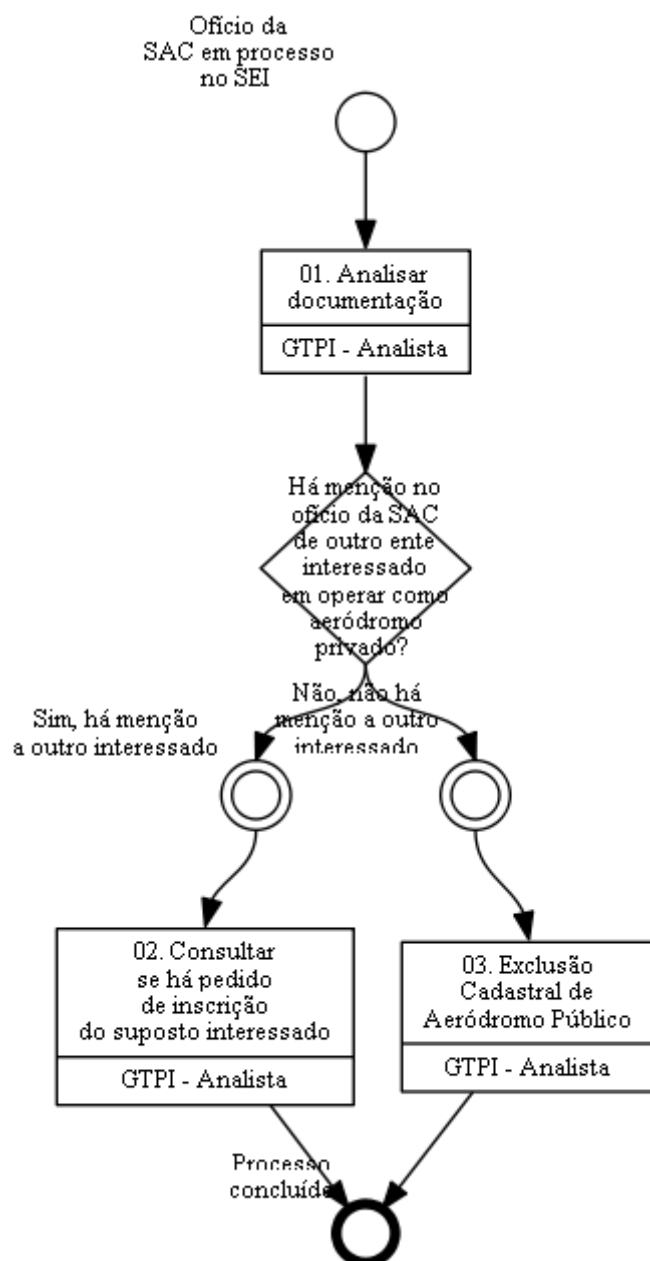 Ofício da
SAC em processo
no SEI
01. Analisar
documentação
GTPI - Analista
Há menção no
ofício da SAC
de outro ente
interessado
em operar como
aeródromo
privado?
Sim, há menção
a outro interessado
Não, não há
menção a outro
interessado
02. Consultar
se há pedido
de inscrição
do suposto interessado
GTPI - Analista
03. Exclusão
Cadastral de
Aeródromo Público
GTPI - Analista
Processo
concluído